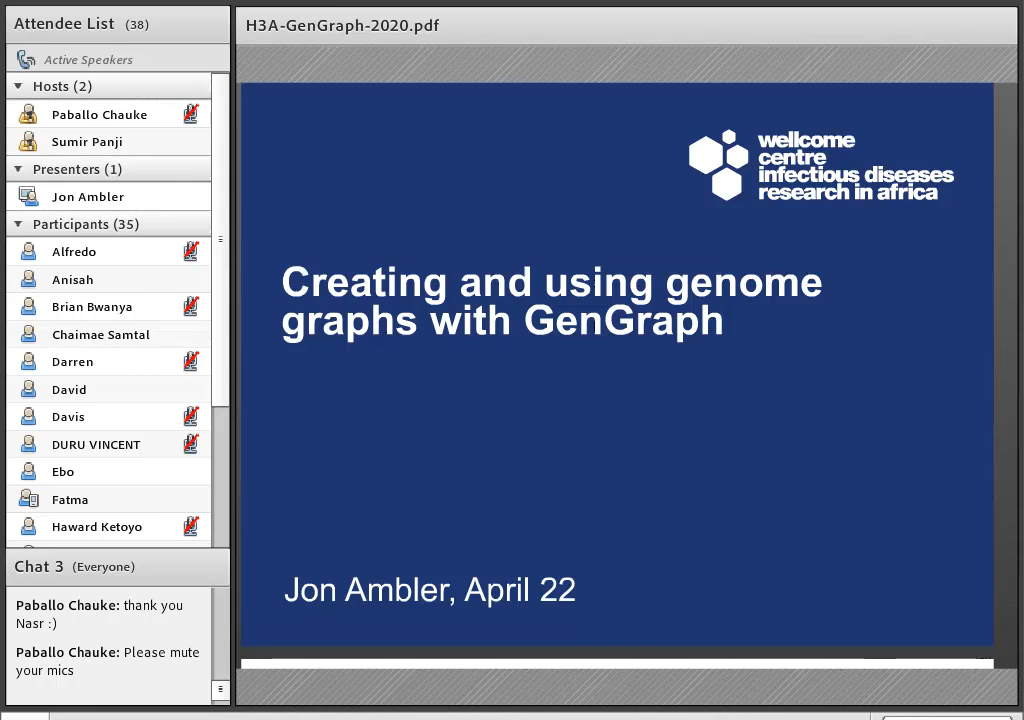 Attendee List (38)
Active Speakers
Hosts (2)
Paballo Chauke
Sumir Panji
Presenters (1)
Jon Ambler
Participants (35)
Alfredo
Anisah
Brian Bwanya
Chaimae Samtal
Darren
David
Davis
DURU VINCENT
Ebo
Fatma
Haward Ketoyo
Chat 3 (Everyone)
Paballo Chauke: thank you
Nasr :)
Paballo Chauke: Please mute
your mics
H3A-GenGraph-2020.pdf
wellcome
centre
infectious diseases
research in africa
Creating and using genome
graphs with GenGraph
Jon Ambler, April 22